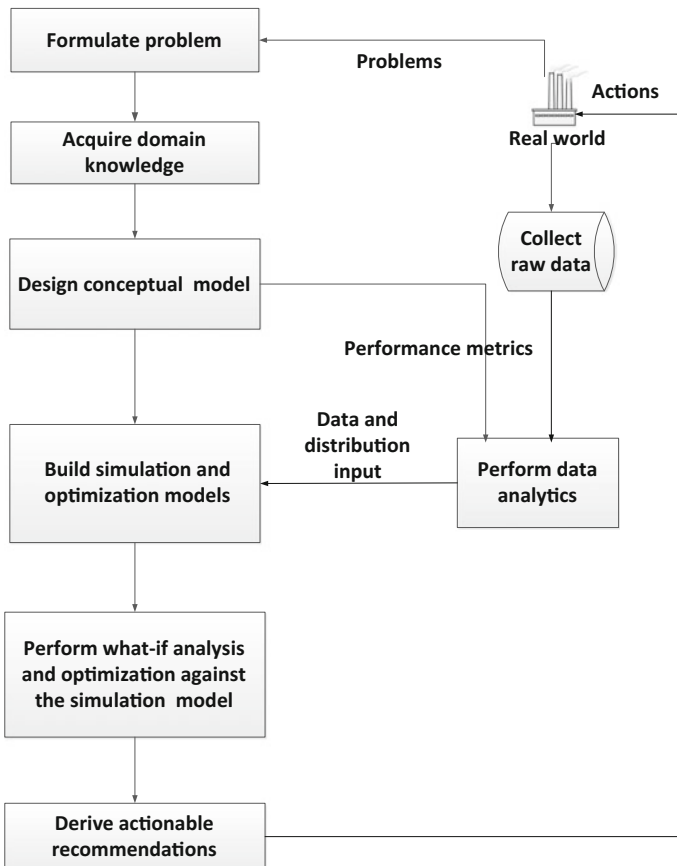 Formulate problem
Problems
Actions
Real world
Acquire domain
knowledge
Collect
raw data
Design conceptual model
Performance metrics
Data and
distribution
input
Build simulation and
optimization models
Perform data
analytics
Perform what-if analysis
and optimization against
the simulation model
Derive actionable
recommendations